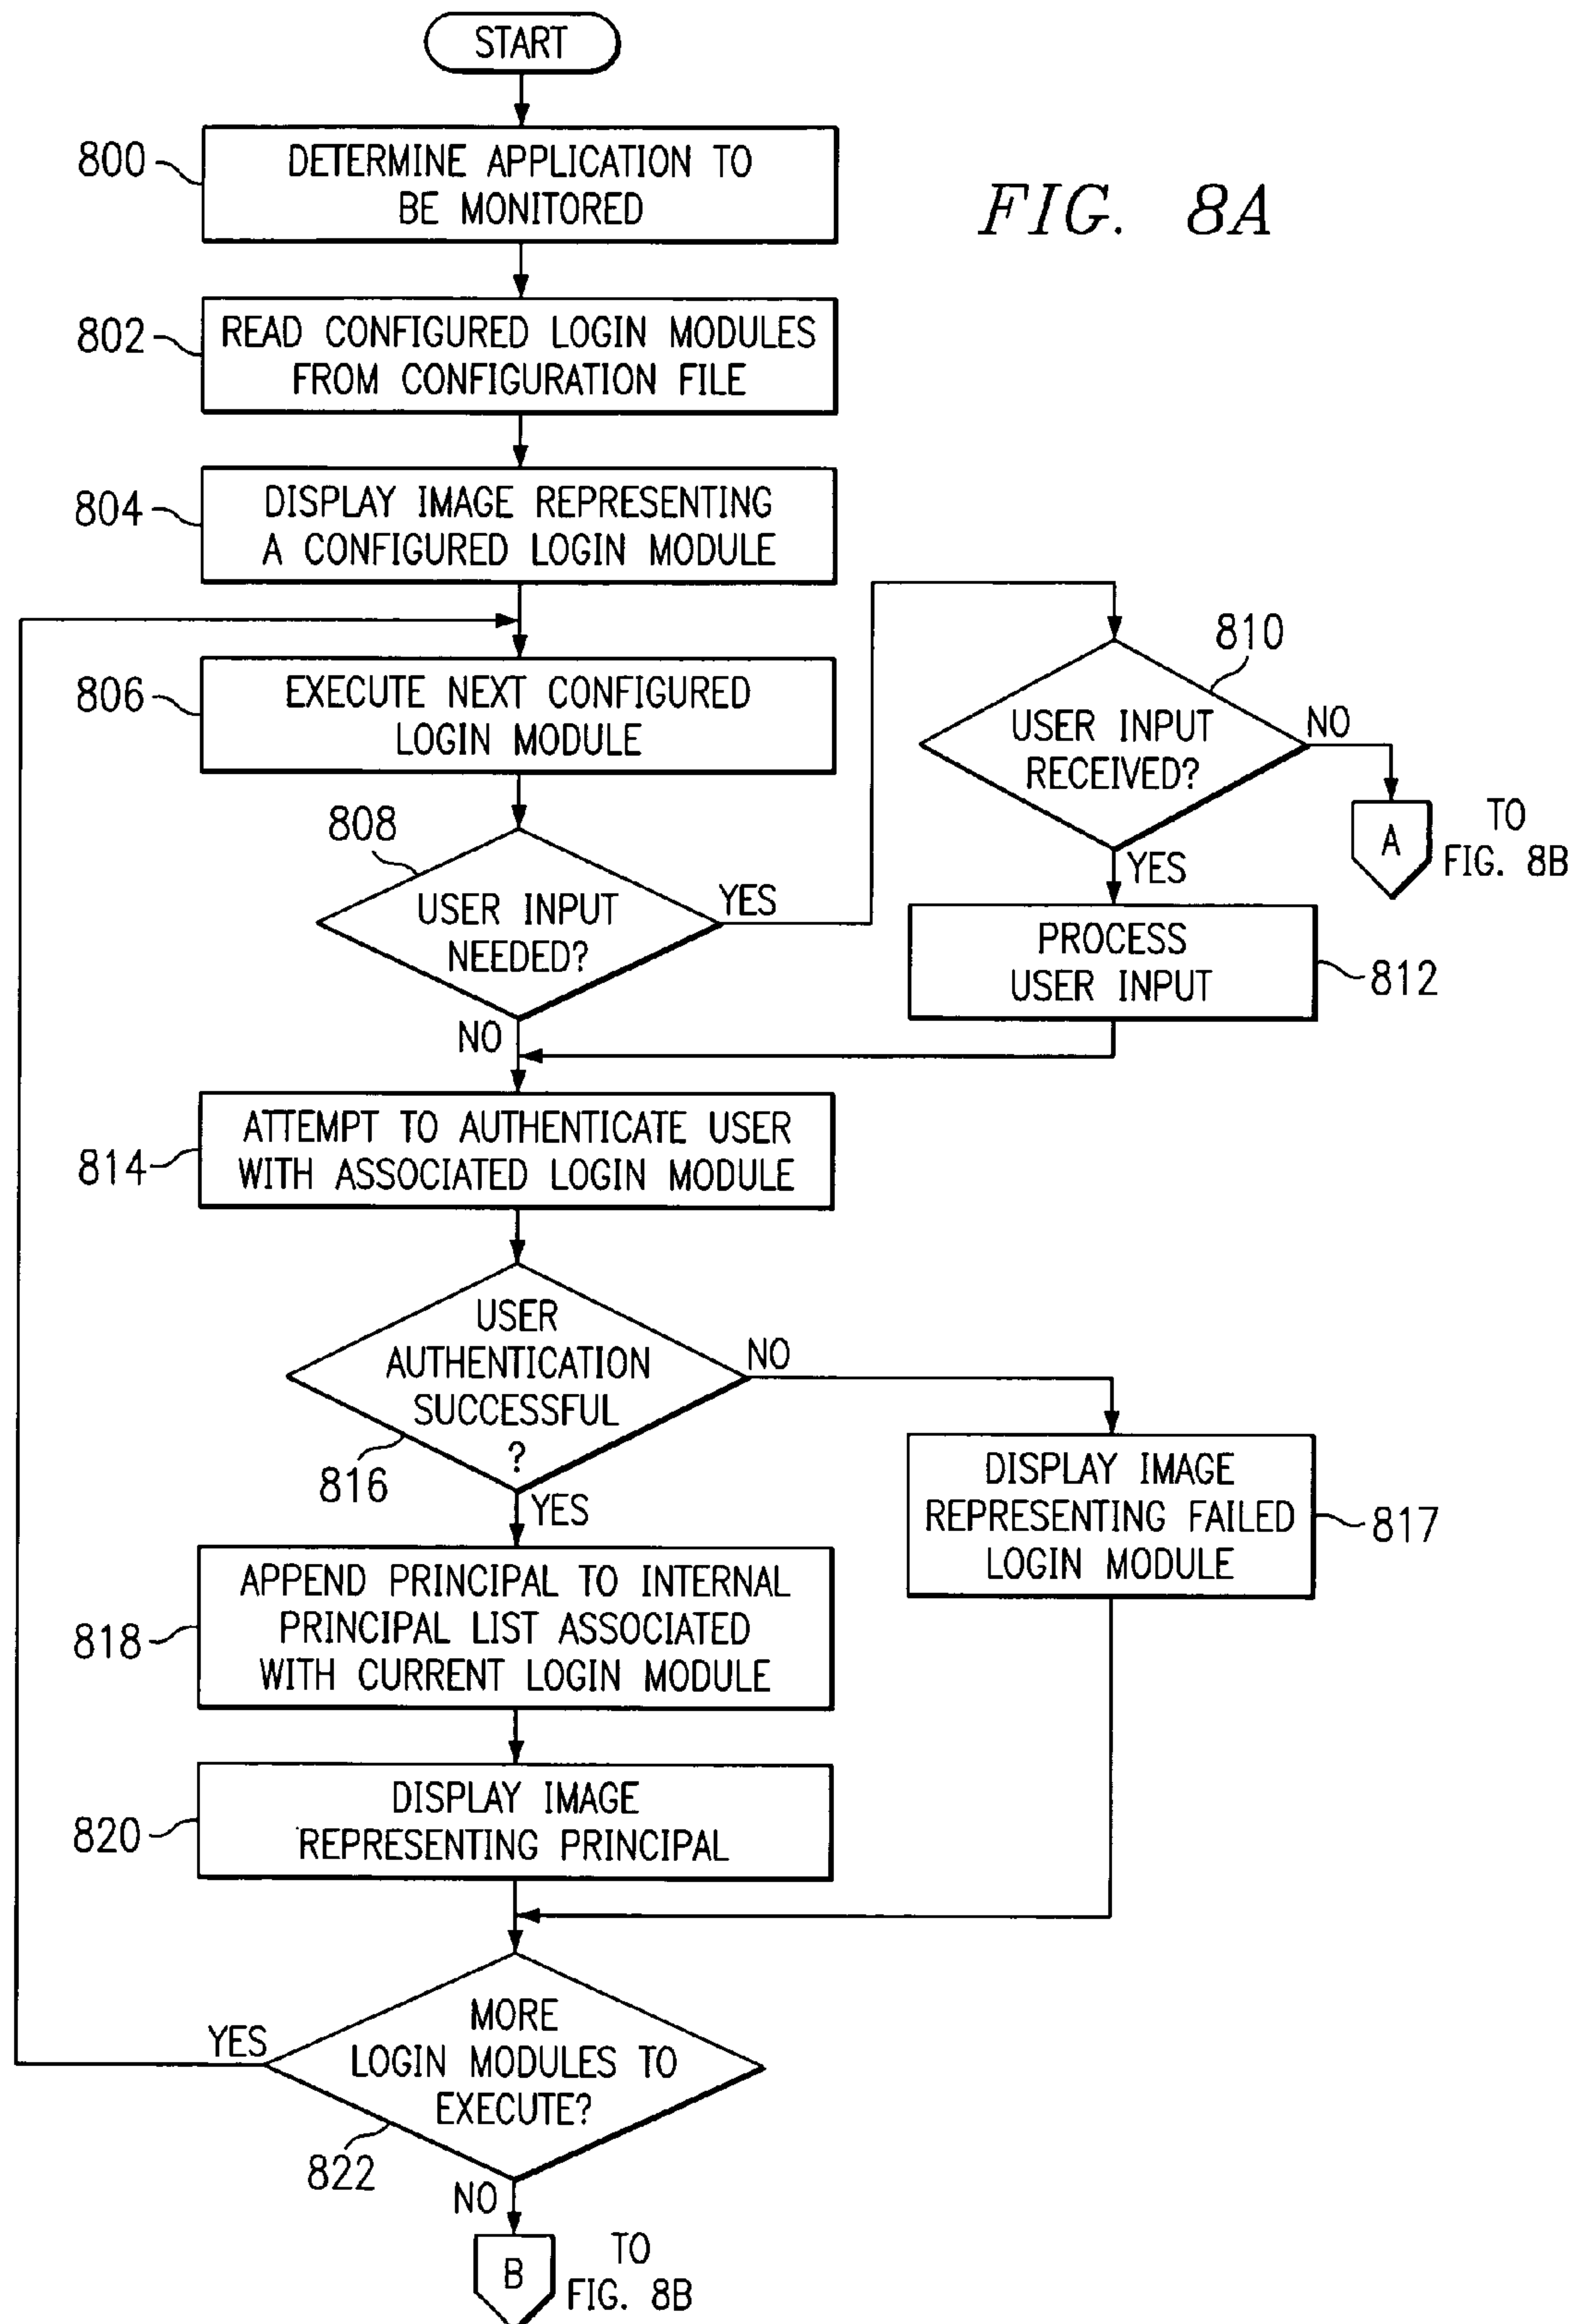 START
800
DETERMINE APPLICATION TO
BE MONITORED
FIG. 8A
802
READ CONFIGURED LOGIN MODULES
FROM CONFIGURATION FILE
804
DISPLAY IMAGE REPRESENTING
A CONFIGURED LOGIN MODULE
806
EXECUTE NEXT CONFIGURED
LOGIN MODULE
808
USER INPUT
NEEDED?
YES
NO
810
USER INPUT
RECEIVED?
NO
A
TO
FIG. 8B
YES
PROCESS
USER INPUT
812
814
ATTEMPT TO AUTHENTICATE USER
WITH ASSOCIATED LOGIN MODULE
USER
AUTHENTICATION
SUCCESSFUL
?
816
NO
YES
DISPLAY IMAGE
REPRESENTING FAILED
LOGIN MODULE
817
818
APPEND PRINCIPAL TO INTERNAL
PRINCIPAL LIST ASSOCIATED
WITH CURRENT LOGIN MODULE
820
DISPLAY IMAGE
REPRESENTING PRINCIPAL
YES
MORE
LOGIN MODULES TO
EXECUTE?
822
NO
B
TO
FIG. 8B